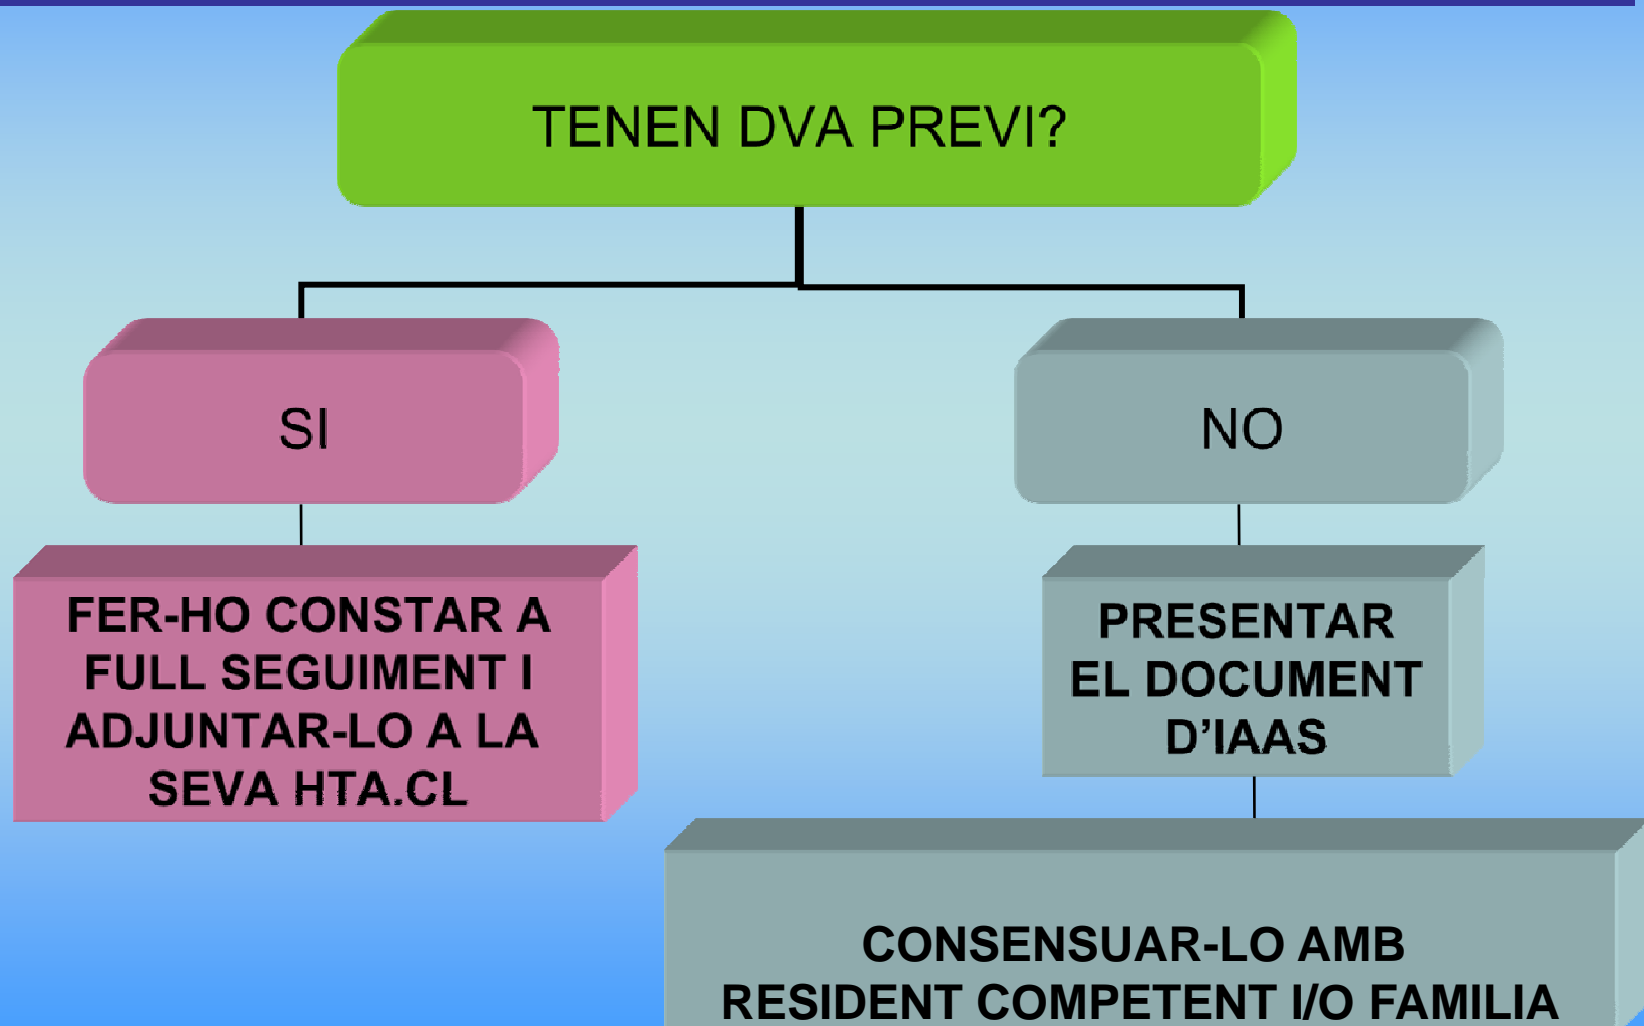 TENEN DVA PREVI?
SI
NO
FER-HO CONSTAR A
FULL SEGUIMENT I
ADJUNTAR-LO A LA
SEVA HTA.CL
PRESENTAR
EL DOCUMENT
D’IAAS
CONSENSUAR-LO AMB
RESIDENT COMPETENT I/O FAMILIA